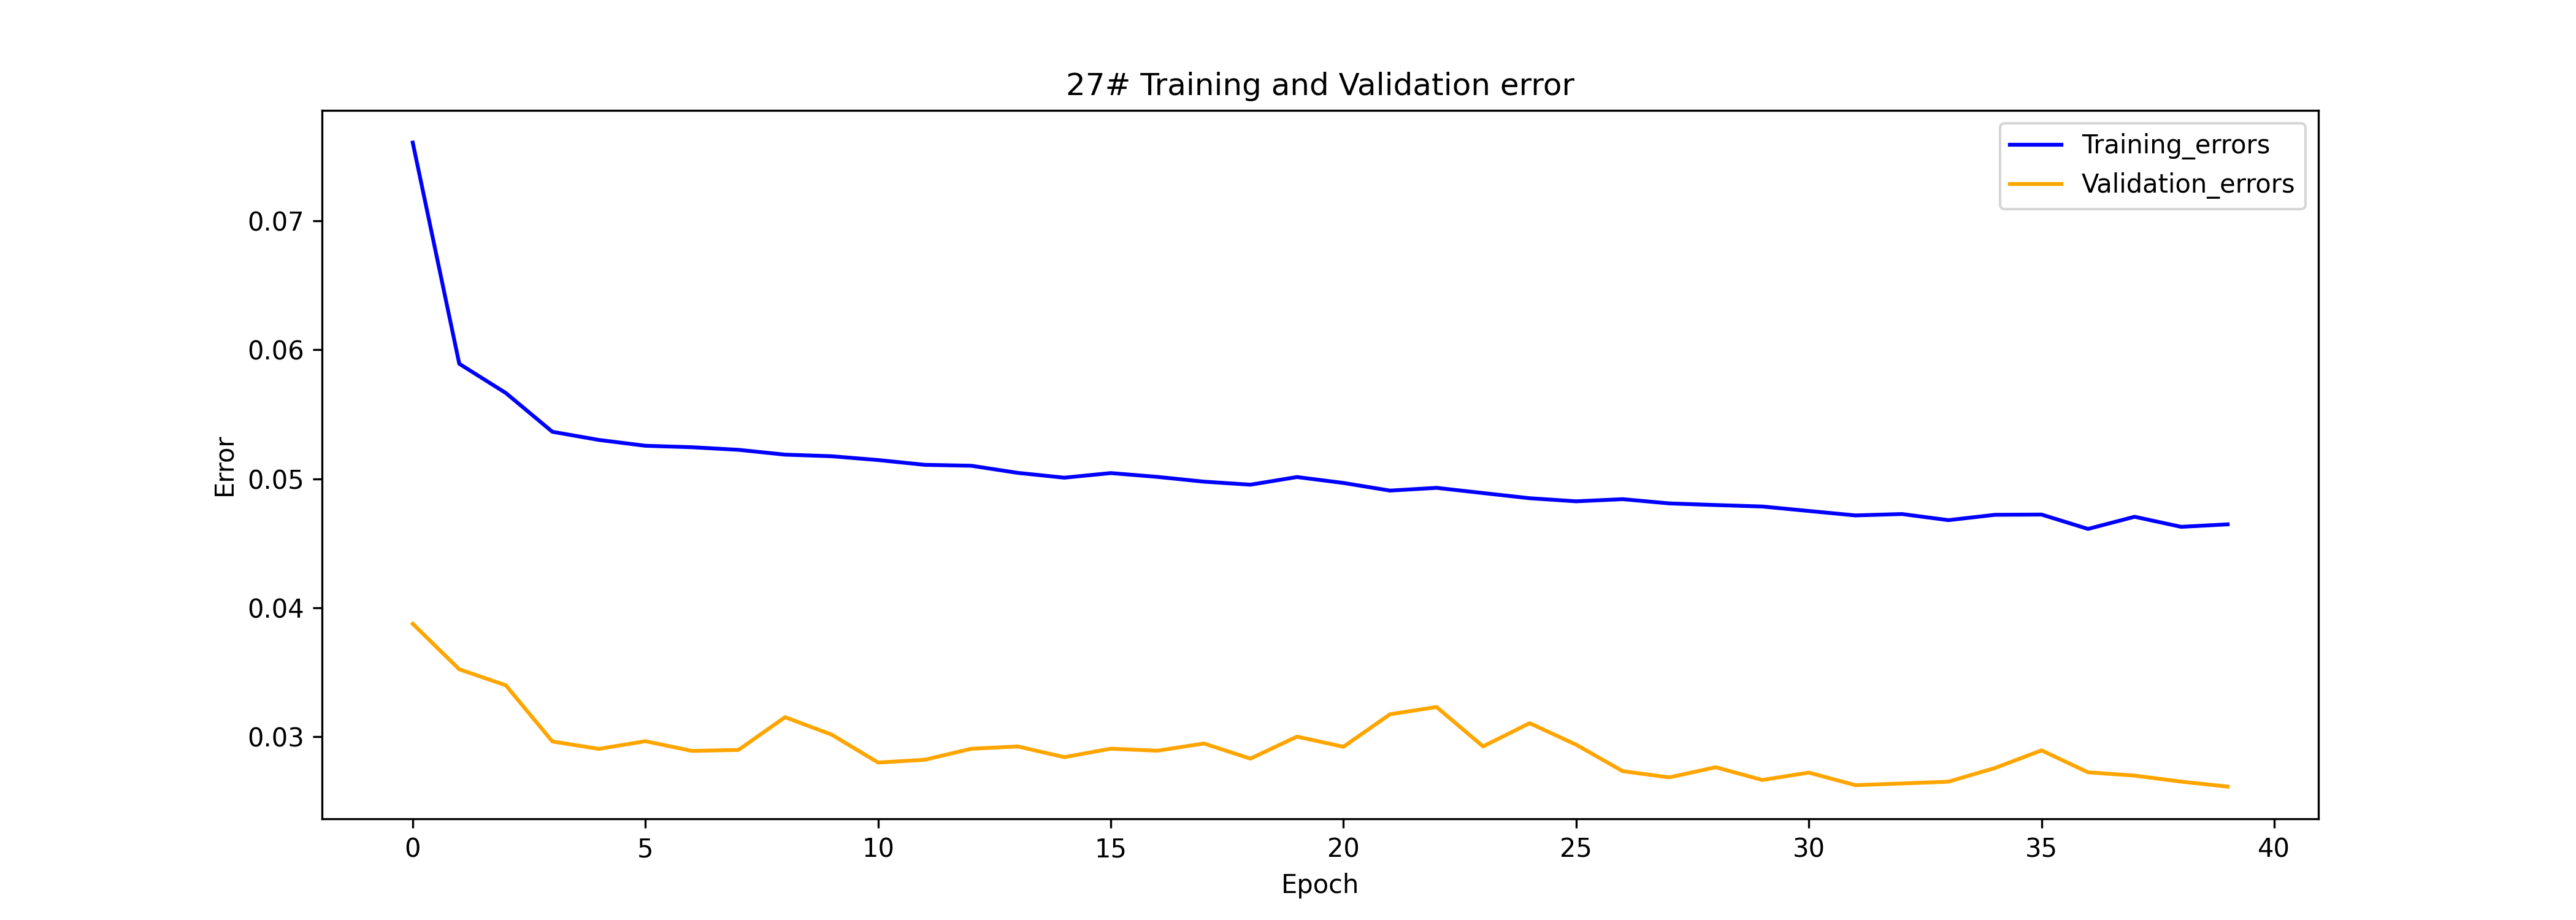 27# Training and Validation error
Training_errors
Validation_errors
0.07
0.06
0.05
0.04
0.03
Error
0 5 10 15 20 25 30 35 40
Epoch